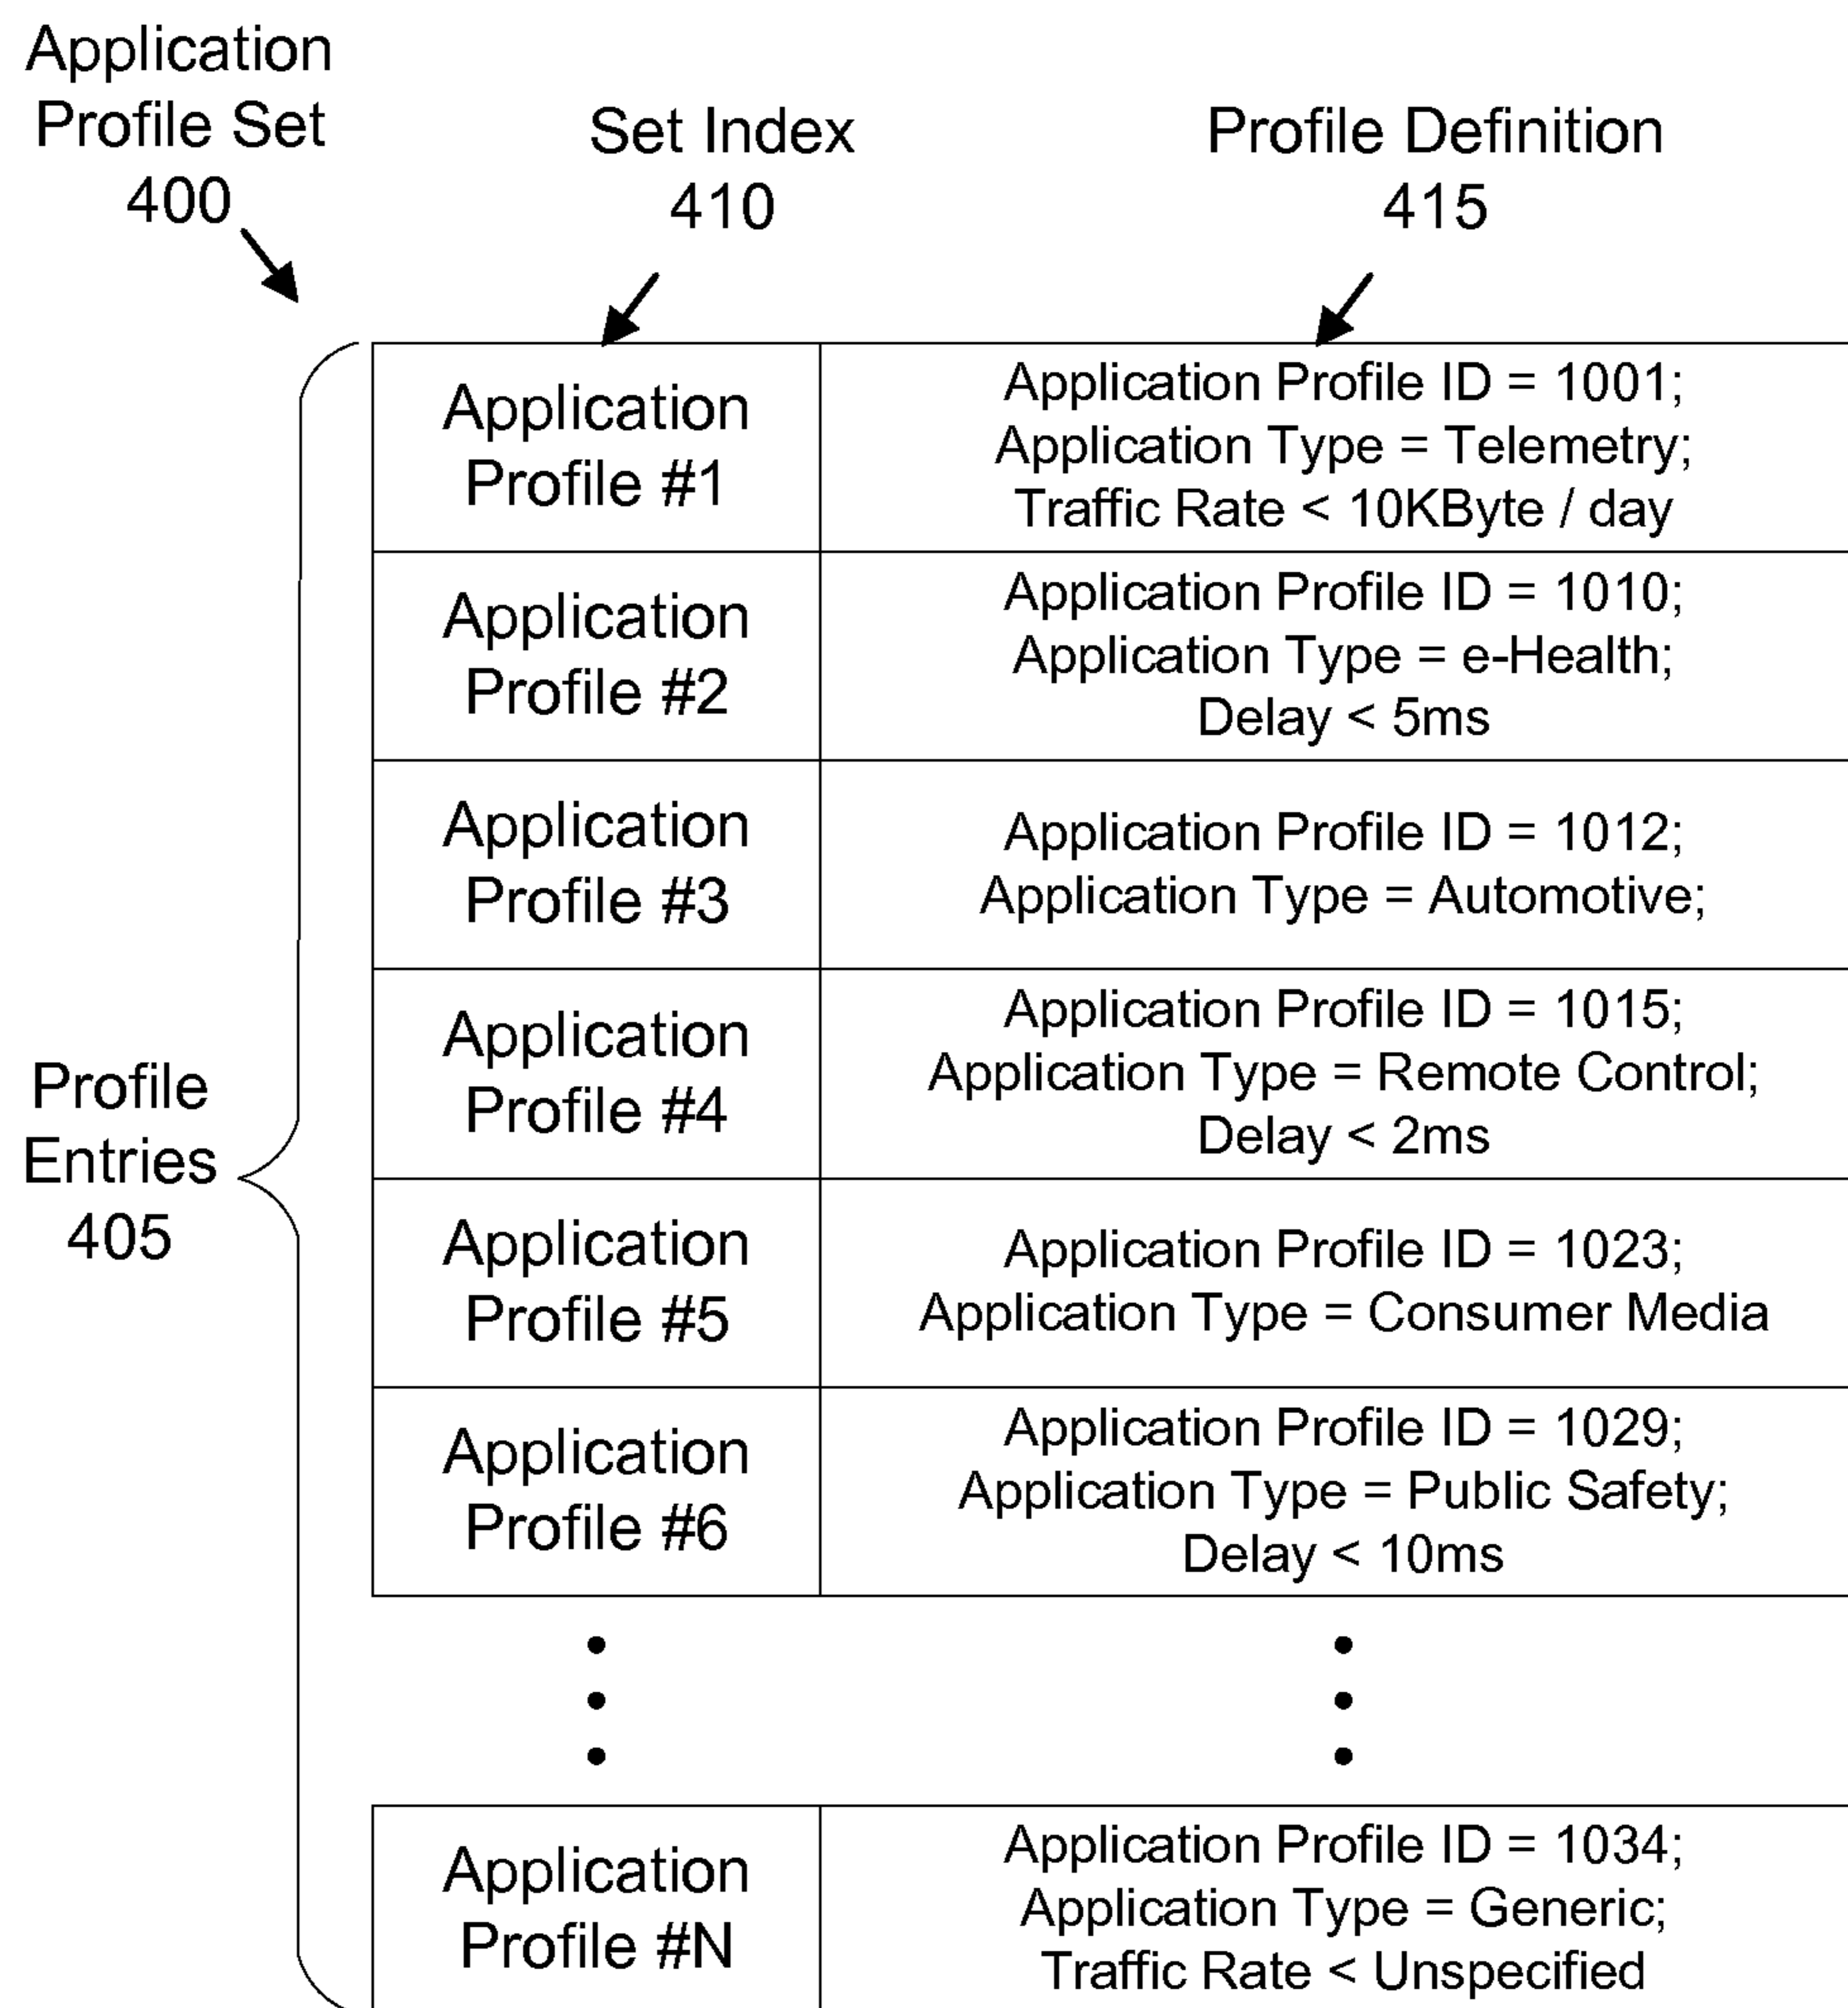 Application
Profile Set
400
Set Index
410
Profile Definition
415
Profile
Entries
405
Application
Profile #1
Application Profile ID = 1001;
Application Type = Telemetry;
Traffic Rate < 10KByte / day
Application
Profile #2
Application Profile ID = 1010;
Application Type = e-Health;
Delay < 5ms
Application
Profile #3
Application Profile ID = 1012;
Application Type = Automotive;
Application
Profile #4
Application Profile ID = 1015;
Application Type = Remote Control;
Delay < 2ms
Application
Profile #5
Application Profile ID = 1023;
Application Type = Consumer Media
Application
Profile #6
Application Profile ID = 1029;
Application Type = Public Safety;
Delay < 10ms
Application
Profile #N
Application Profile ID = 1034;
Application Type = Generic;
Traffic Rate < Unspecified